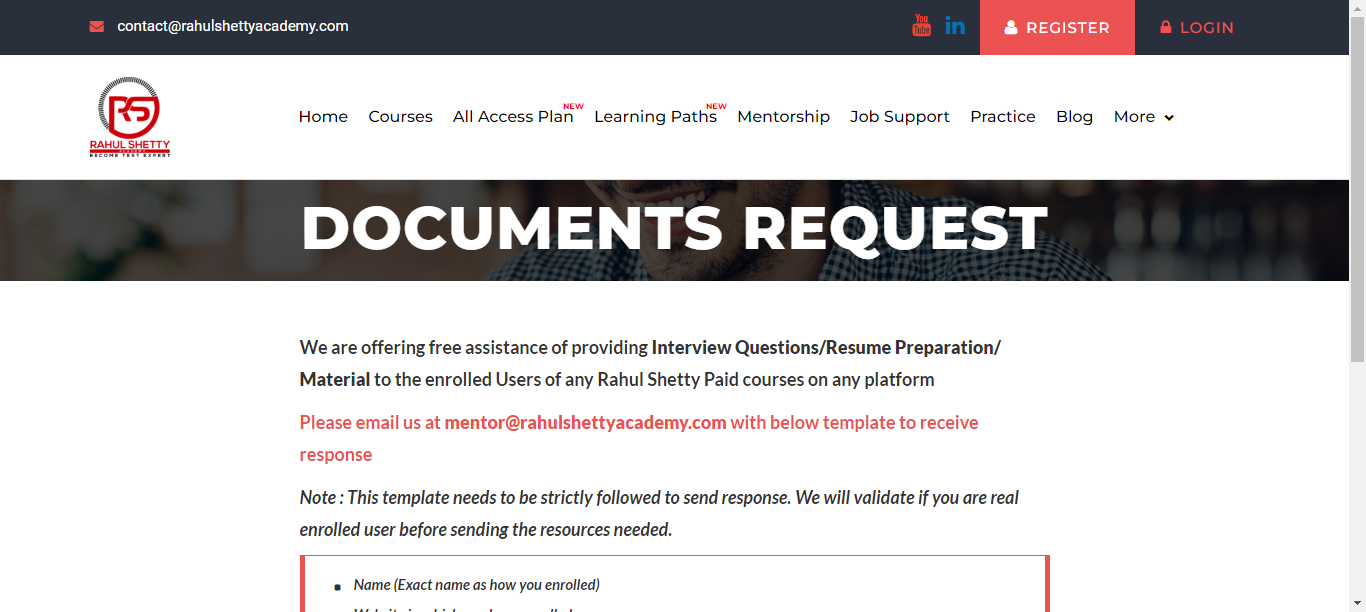 contact@rahulshettyacademy.com
You
Tube
in
REGISTER
LOGIN
RS
RAHUL SHETTY
ACADEMY
BECOME TEST EXPERT
Home
Courses
All Access Plan NEW
Learning Paths NEW
Mentorship
Job Support
Practice
Blog
More
DOCUMENTS REQUEST
We are offering free assistance of providing Interview Questions/Resume Preparation/
Material to the enrolled Users of any Rahul Shetty Paid courses on any platform
Please email us at mentor@rahulshettyacademy.com with below template to receive
response
Note : This template needs to be strictly followed to send response. We will validate if you are real
enrolled user before sending the resources needed.
Name (Exact name as how you enrolled)